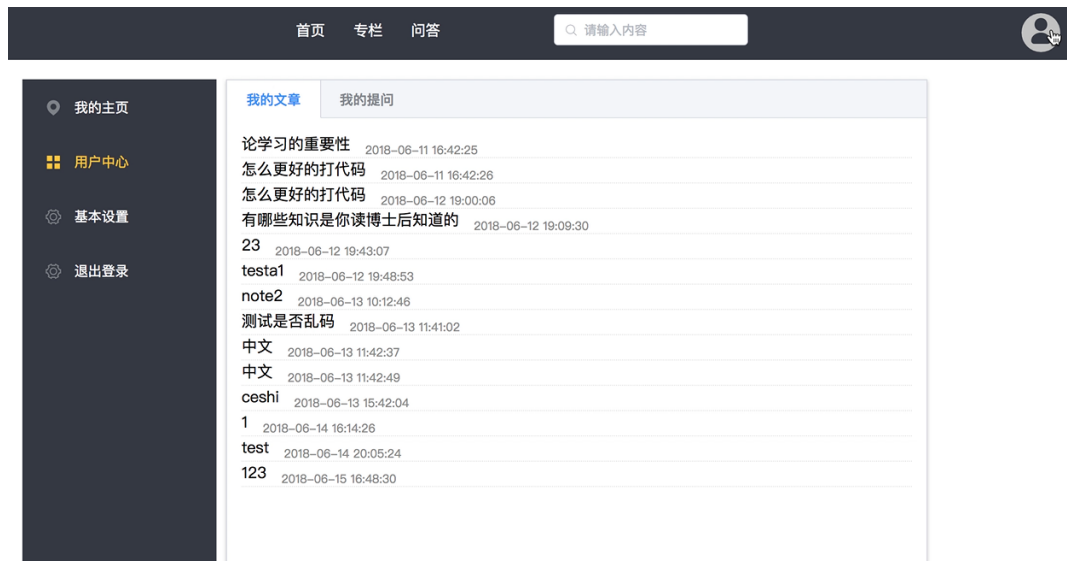 首页 专栏 问答 请输入内容
我的主页
用户中心
基本设置
退出登录
我的文章 我的提问
论学习的重要性 2018-06-11 16:42:25
怎么更好的打代码 2018-06-11 16:42:26
怎么更好的打代码 2018-06-12 19:00:06
有哪些知识是你读博士后知道的 2018-06-12 19:09:30
23 2018-06-12 19:43:07
testa1 2018-06-12 19:48:53
note2 2018-06-13 10:12:46
测试是否乱码 2018-06-13 11:41:02
中文 2018-06-13 11:42:37
中文 2018-06-13 11:42:49
ceshi 2018-06-13 15:42:04
1 2018-06-14 16:14:26
test 2018-06-14 20:05:24
123 2018-06-15 16:48:30